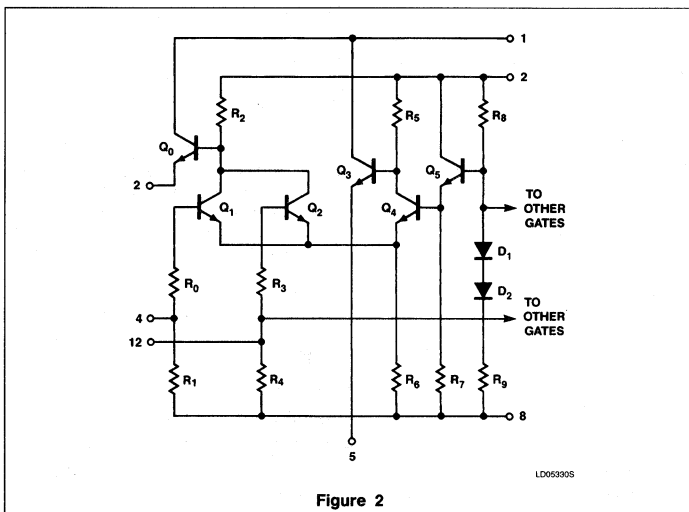 1
2
R2
R5
R8
Q0
Q3
Q5
2
Q1
Q2
Q4
TO
OTHER
GATES
D1
R0
R3
D2
TO
OTHER
GATES
4
12
R1
R4
R6
R7
R9
8
5
LD05330S
Figure 2